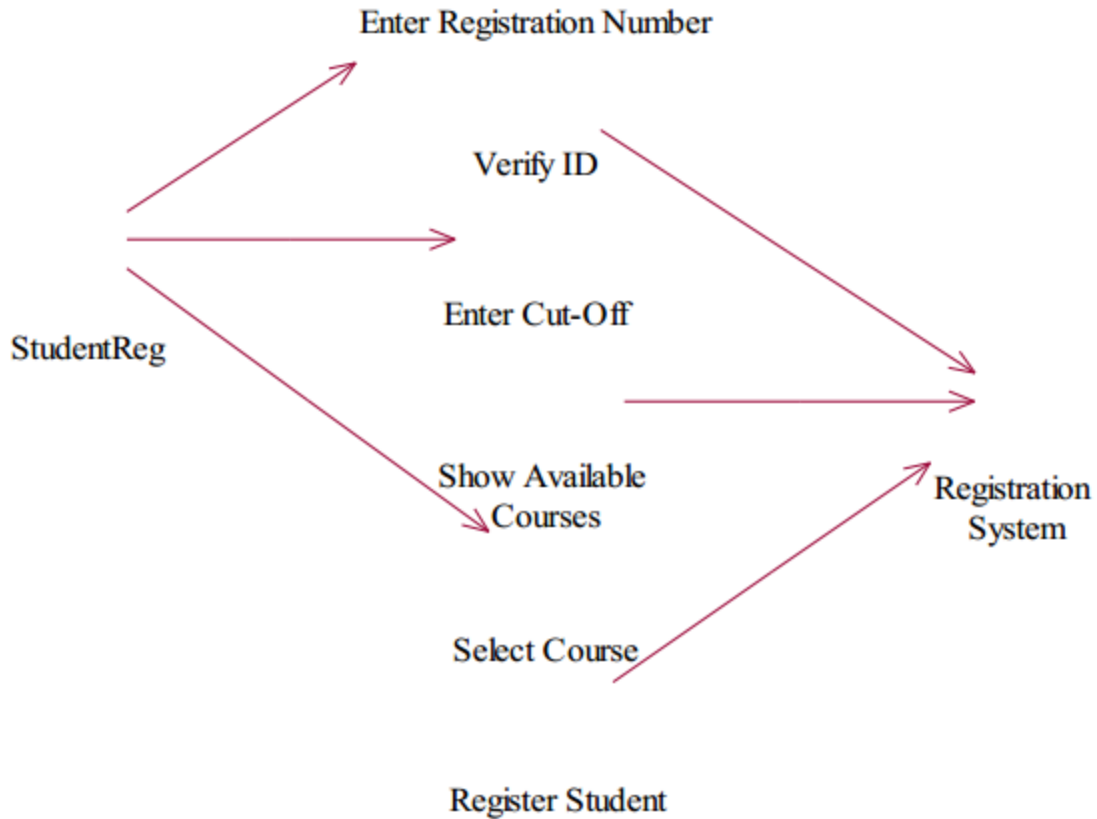 Enter Registration Number
Verify ID
Enter Cut-Off
StudentReg
Show Available
Courses
Registration
System
Select Course
Register Student